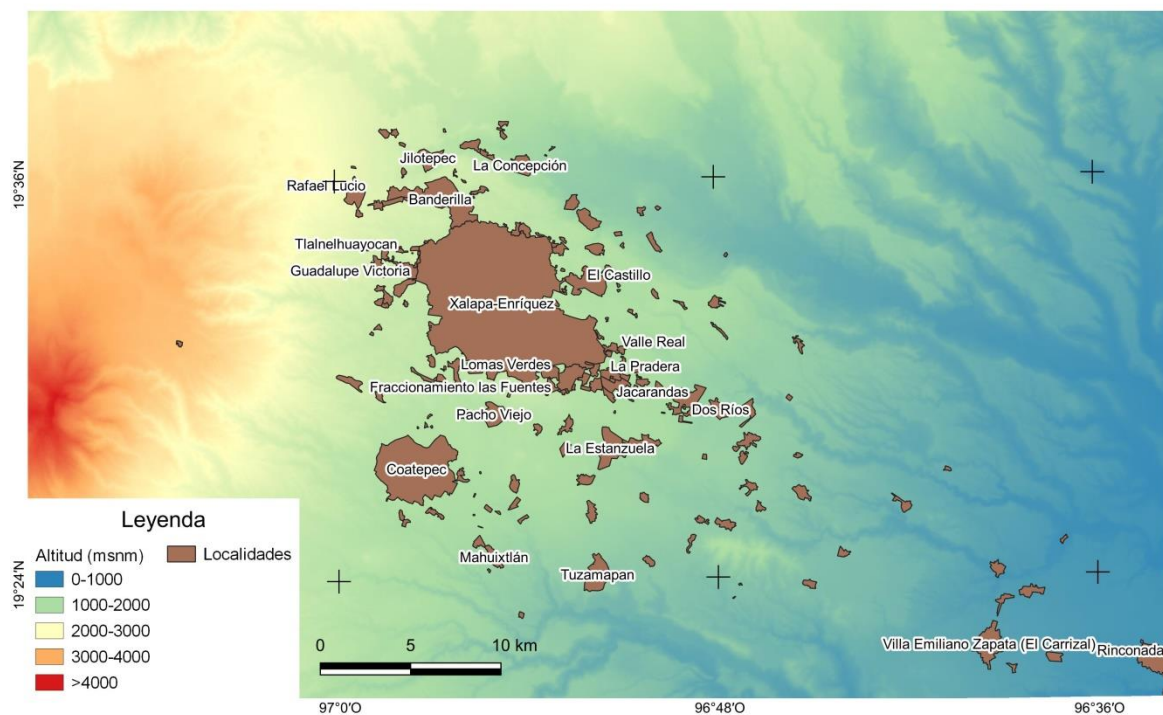 19°36'N
Jilotepec
La Concepción
Rafael Lucio
Banderilla
Tlalnelhuayocan
Guadalupe Victoria
El Castillo
Xalapa-Enríquez
Valle Real
Lomas Verdes
La Pradera
Fraccionamiento las Fuentes
Jacarandas
Pacho Viejo
Dos Ríos
La Estanzuela
Coatepec
Leyenda
Altitud (msnm)
Localidades
0-1000
1000-2000
2000-3000
3000-4000
>4000
Mahuixtlán
Tuzamapan
19°24'N
0 5 10 km
Villa Emiliano Zapata (El Carrizal)
Rinconada
97°0'O
96°48'O
96°36'O